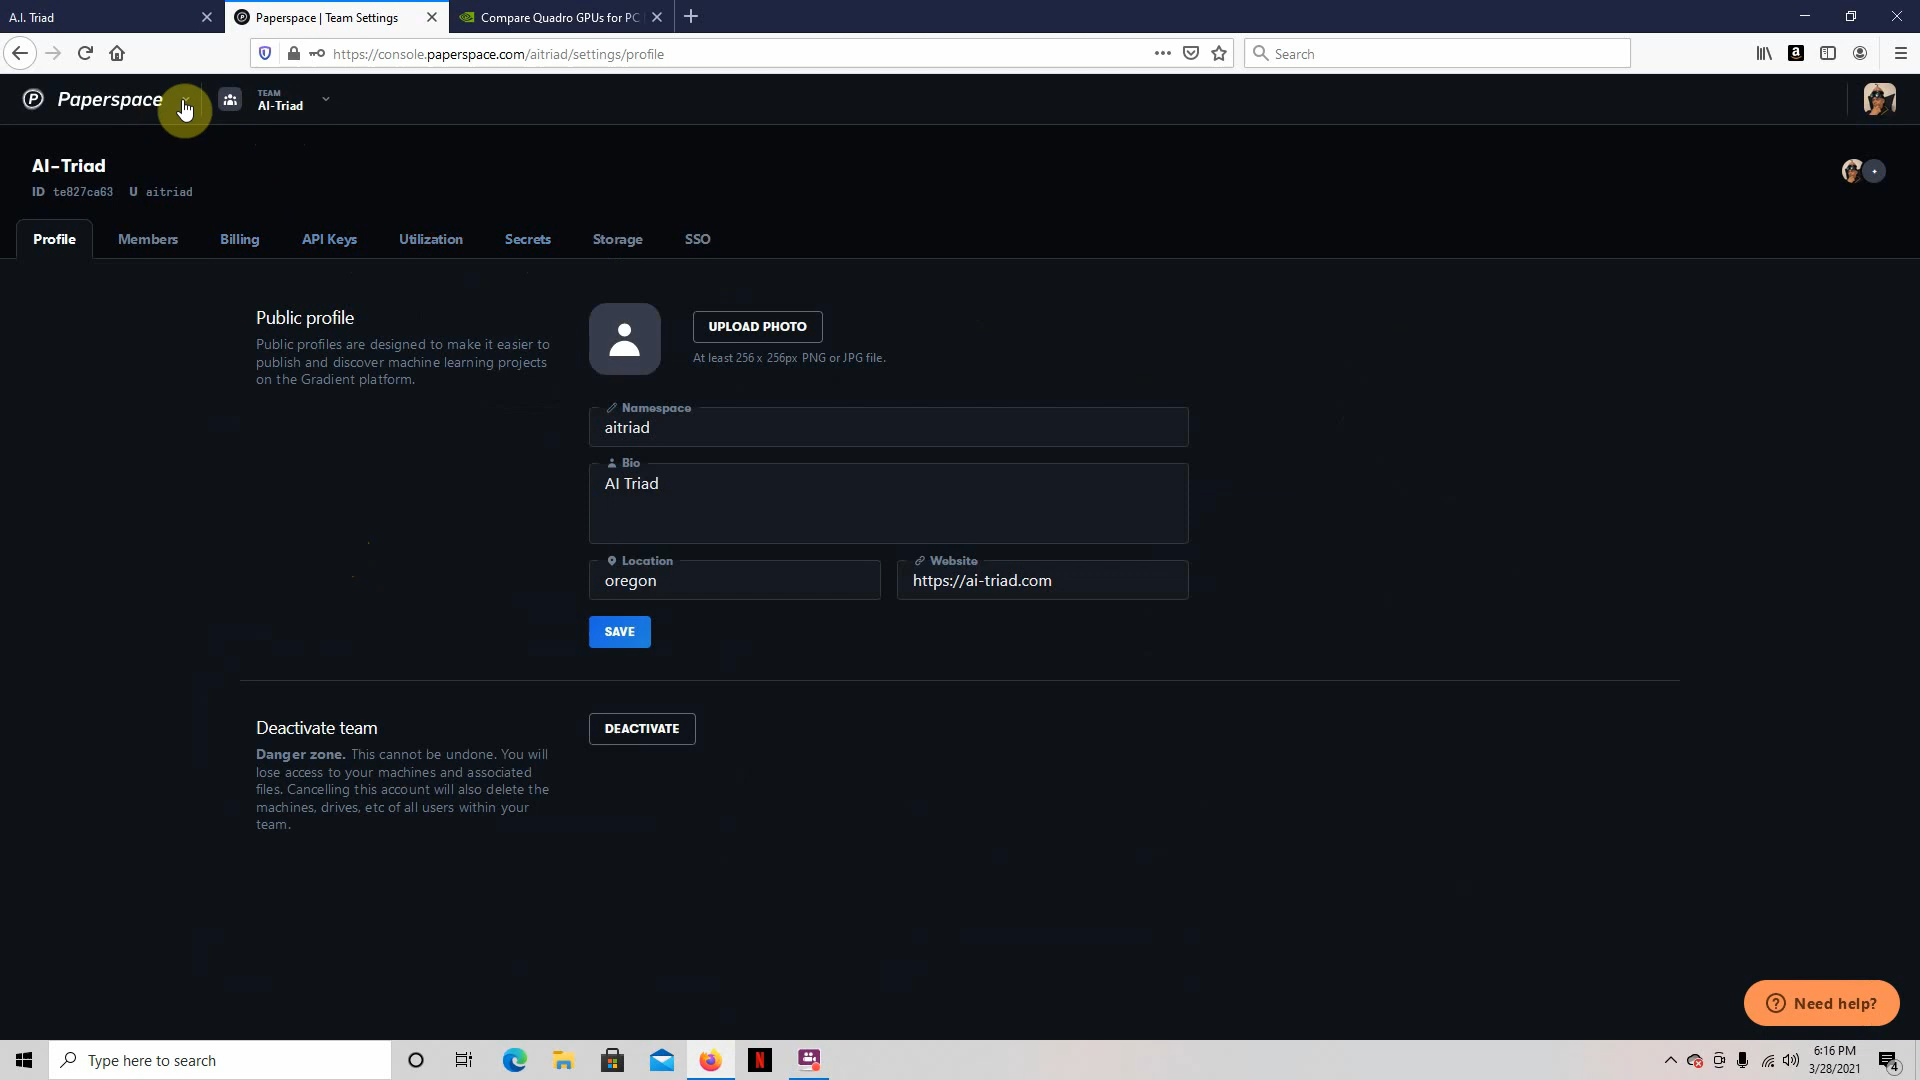 A.I. Triad
Paperspace | Team Settings
Compare Quadro GPUs for PC
https://console.paperspace.com/aitriad/settings/profile
Search
Paperspace
TEAM
AI-Triad
AI-Triad
ID te827ca63 U aitriad
Profile
Members
Billing
API Keys
Utilization
Secrets
Storage
SSO
Public profile
Public profiles are designed to make it easier to
publish and discover machine learning projects
on the Gradient platform.
UPLOAD PHOTO
At least 256 x 256px PNG or JPG file.
Namespace
aitriad
Bio
AI Triad
Location
oregon
Website
https://ai-triad.com
SAVE
Deactivate team
Danger zone. This cannot be undone. You will
lose access to your machines and associated
files. Cancelling this account will also delete the
machines, drives, etc of all users within your
team.
DEACTIVATE
Need help?
Type here to search
6:16 PM
3/28/2021
4